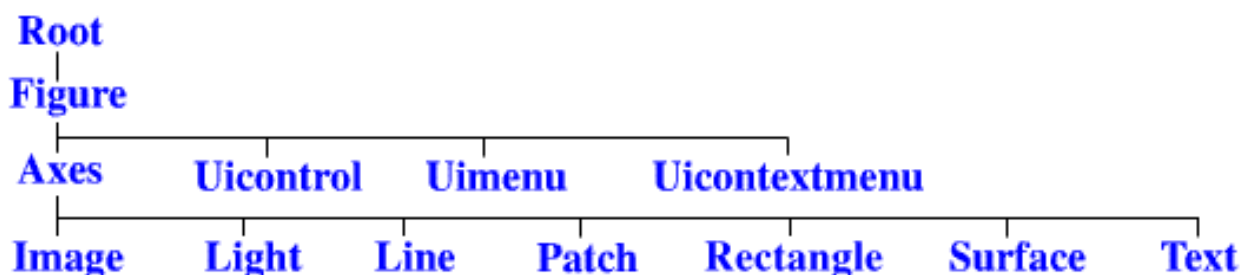 Root
Figure
Axes Uicontrol Uimenu Uicontextmenu
Image Light Line Patch Rectangle Surface Text